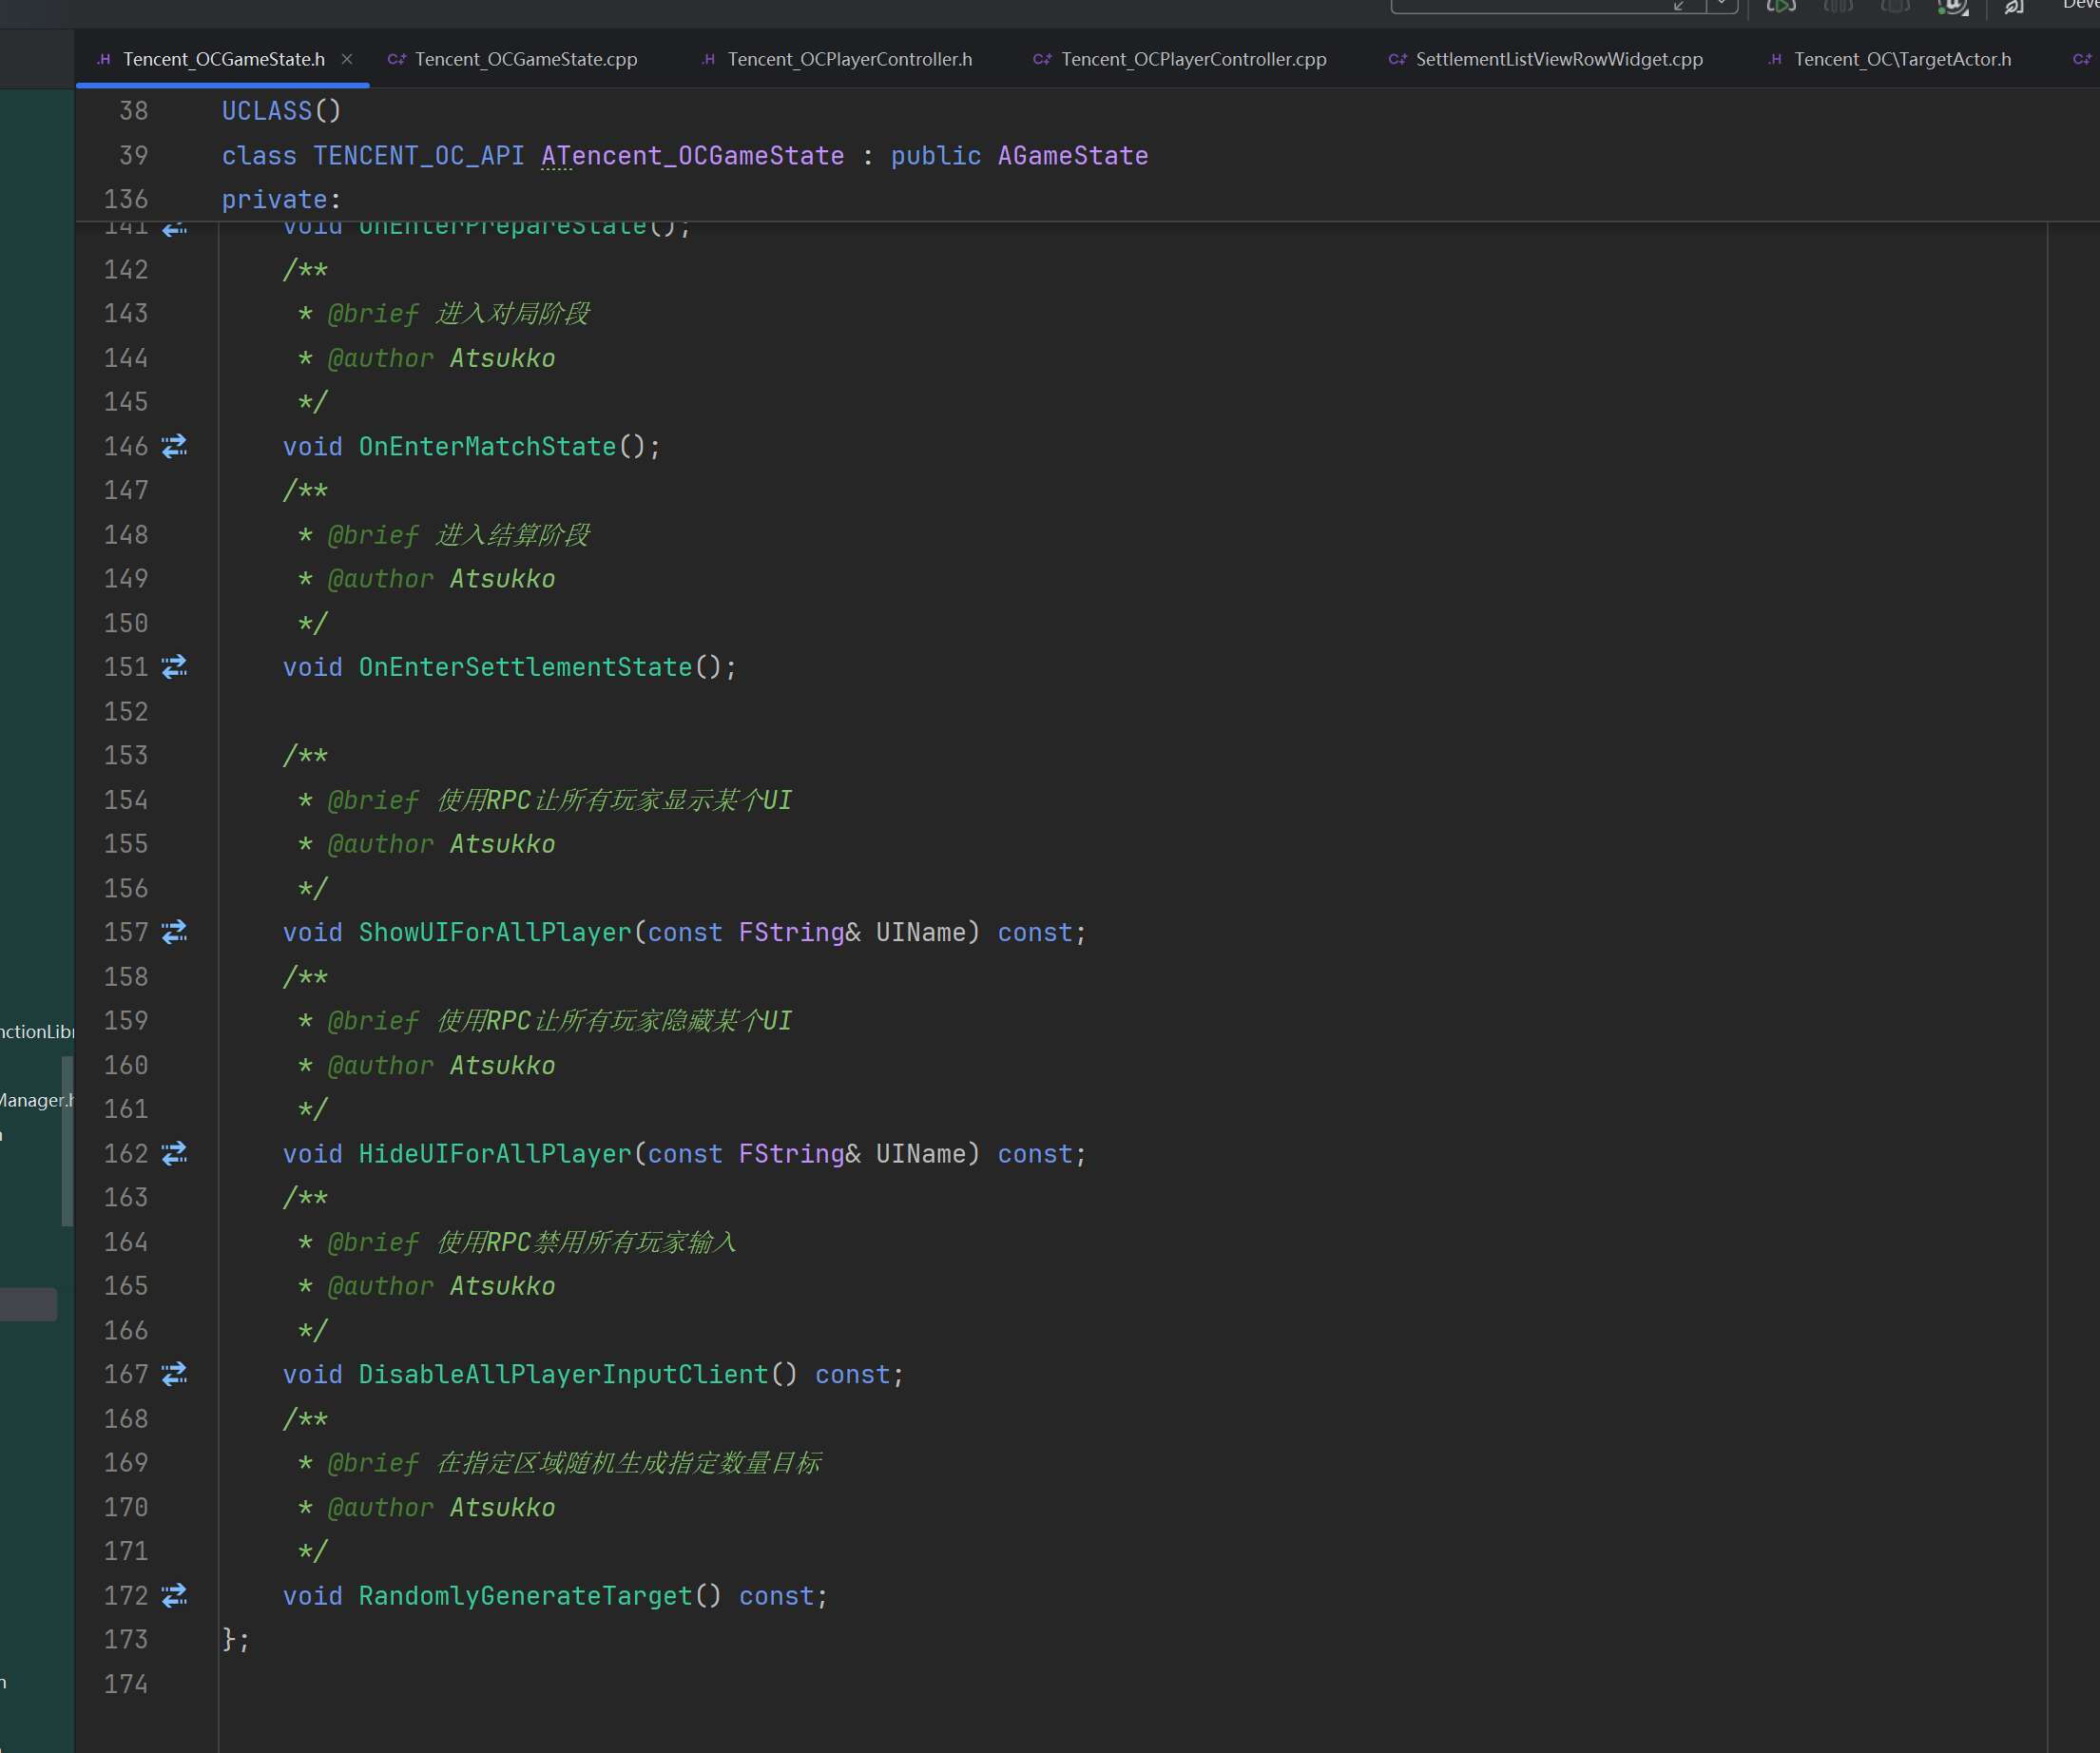 Tencent_OCGameState.h
Tencent_OCGameState.cpp
Tencent_OCPlayerController.h
Tencent_OCPlayerController.cpp
SettlementListViewRowWidget.cpp
Tencent_OC\TargetActor.h
38 UCLASS()
39 class TENCENT_OC_API ATencent_OCGameState : public AGameState
136 private:
141 void OnEnterPrepareState();
142 /**
143 * @brief 进入对局阶段
144 * @author Atsukko
145 */
146 void OnEnterMatchState();
147 /**
148 * @brief 进入结算阶段
149 * @author Atsukko
150 */
151 void OnEnterSettlementState();
152
153 /**
154 * @brief 使用RPC让所有玩家显示某个UI
155 * @author Atsukko
156 */
157 void ShowUIForAllPlayer(const FString& UIName) const;
158 /**
159 * @brief 使用RPC让所有玩家隐藏某个UI
160 * @author Atsukko
161 */
162 void HideUIForAllPlayer(const FString& UIName) const;
163 /**
164 * @brief 使用RPC禁用所有玩家输入
165 * @author Atsukko
166 */
167 void DisableAllPlayerInputClient() const;
168 /**
169 * @brief 在指定区域随机生成指定数量目标
170 * @author Atsukko
171 */
172 void RandomlyGenerateTarget() const;
173 };
174